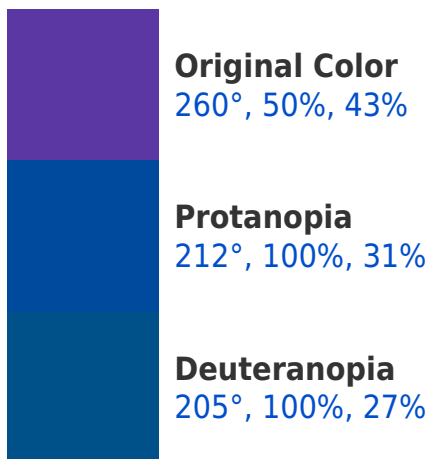 Original Color
260°, 50%, 43%
Protanopia
212°, 100%, 31%
Deuteranopia
205°, 100%, 27%